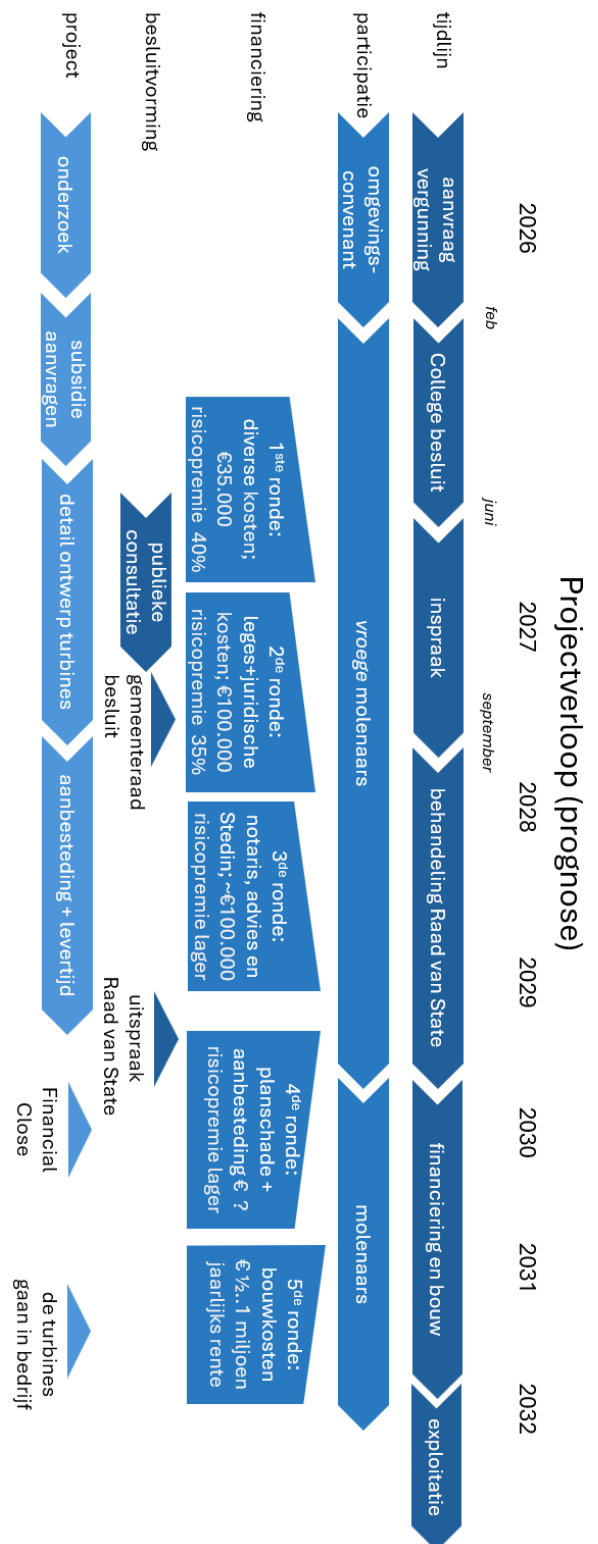 Projectverloop (prognose)
2026
2027
2028
2029
2030
2031
2032
feb
juni
september
tijdlijn
aanvraag
vergunning
College besluit
inspraak
behandeling Raad van State
financiering en bouw
exploitatie
participatie
omgevings-
convenant
vroege molenaars
molenaars
financiering
1ste ronde:
diverse kosten;
€35.000
risicopremie 40%
2de ronde:
leges+juridische
kosten; €100.000
risicopremie 35%
3de ronde:
notaris, advies en
Stedin; ~€100.000
risicopremie lager
4de ronde:
planschade +
aanbesteding € ?
risicopremie lager
5de ronde:
bouwkosten
€ ½..1 miljoen
jaarlijks rente
besluitvorming
publieke
consultatie
gemeenteraad
besluit
uitspraak
Raad van State
project
onderzoek
subsidie
aanvragen
detail ontwerp turbines
aanbesteding + levertijd
Financial
Close
de turbines
gaan in bedrijf